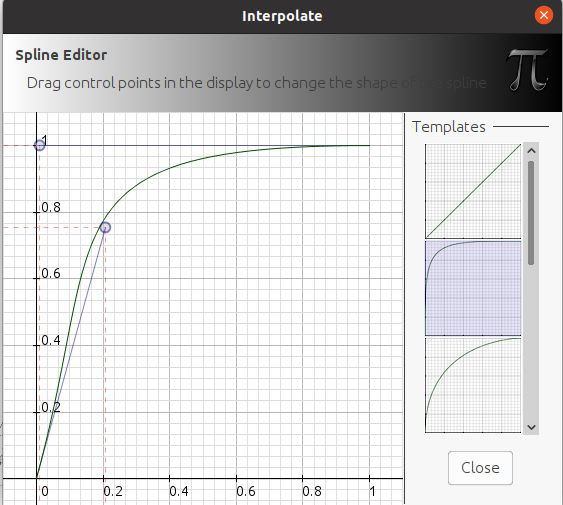 Interpolate
Spline Editor
Drag control points in the display to change the shape of the spline
π
Templates
1
0.8
0.6
0.4
0.2
0 0.2 0.4 0.6 0.8 1
Close